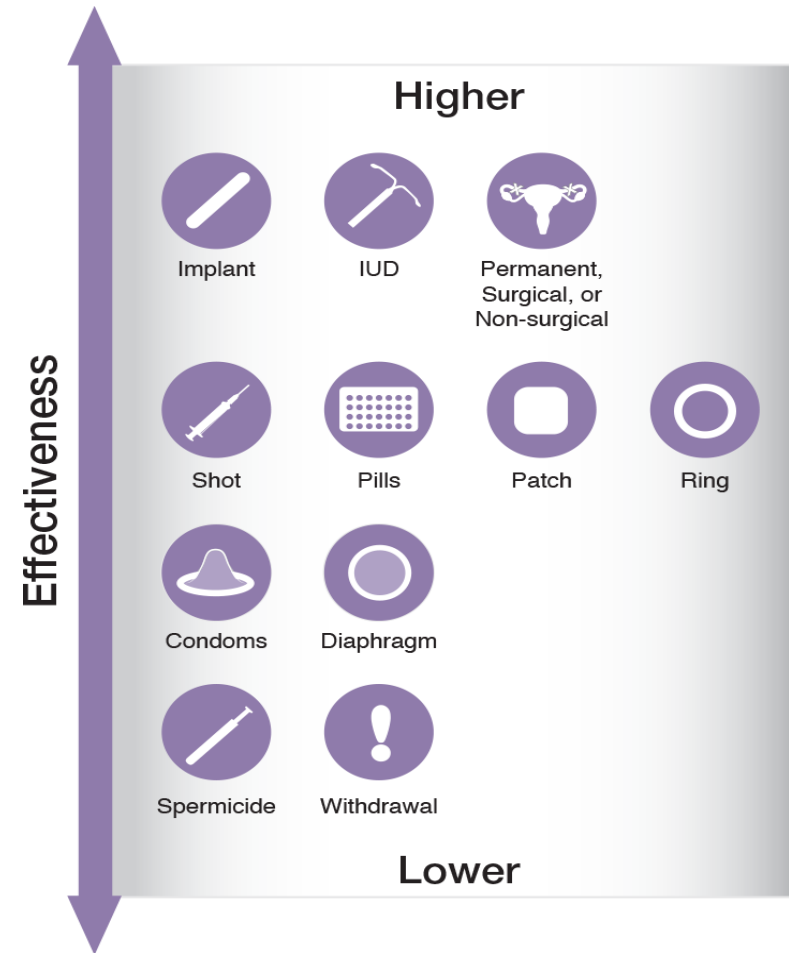 Higher
Implant
IUD
Permanent,
Surgical, or
Non-surgical
Effectiveness
Shot
Pills
Patch
Ring
Condoms
Diaphragm
Spermicide
Withdrawal
Lower